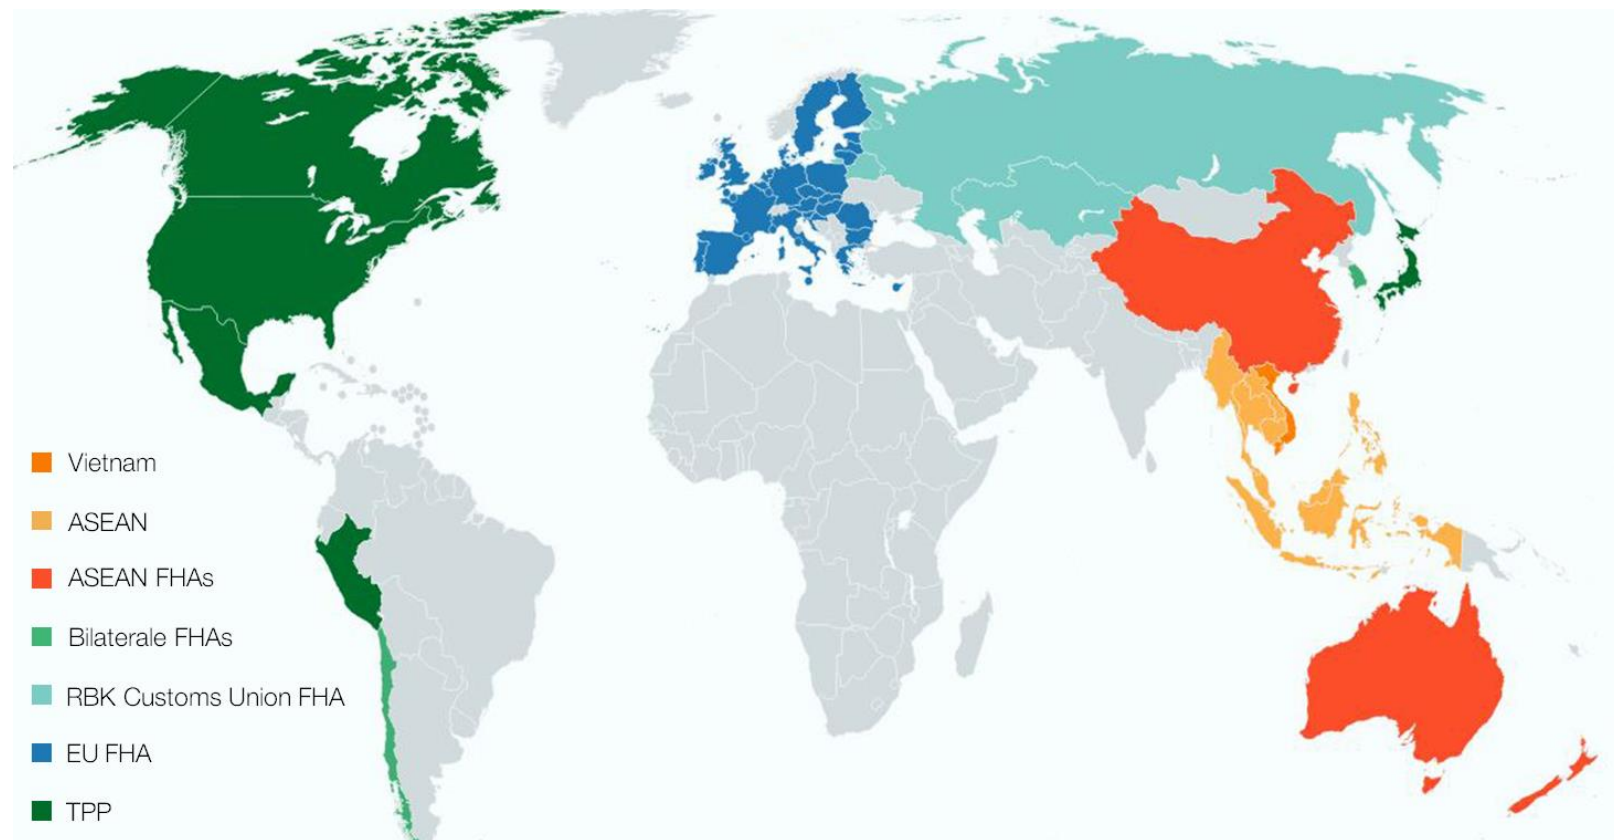 Vietnam
ASEAN
ASEAN FHAs
Bilaterale FHAs
RBK Customs Union FHA
EU FHA
TPP